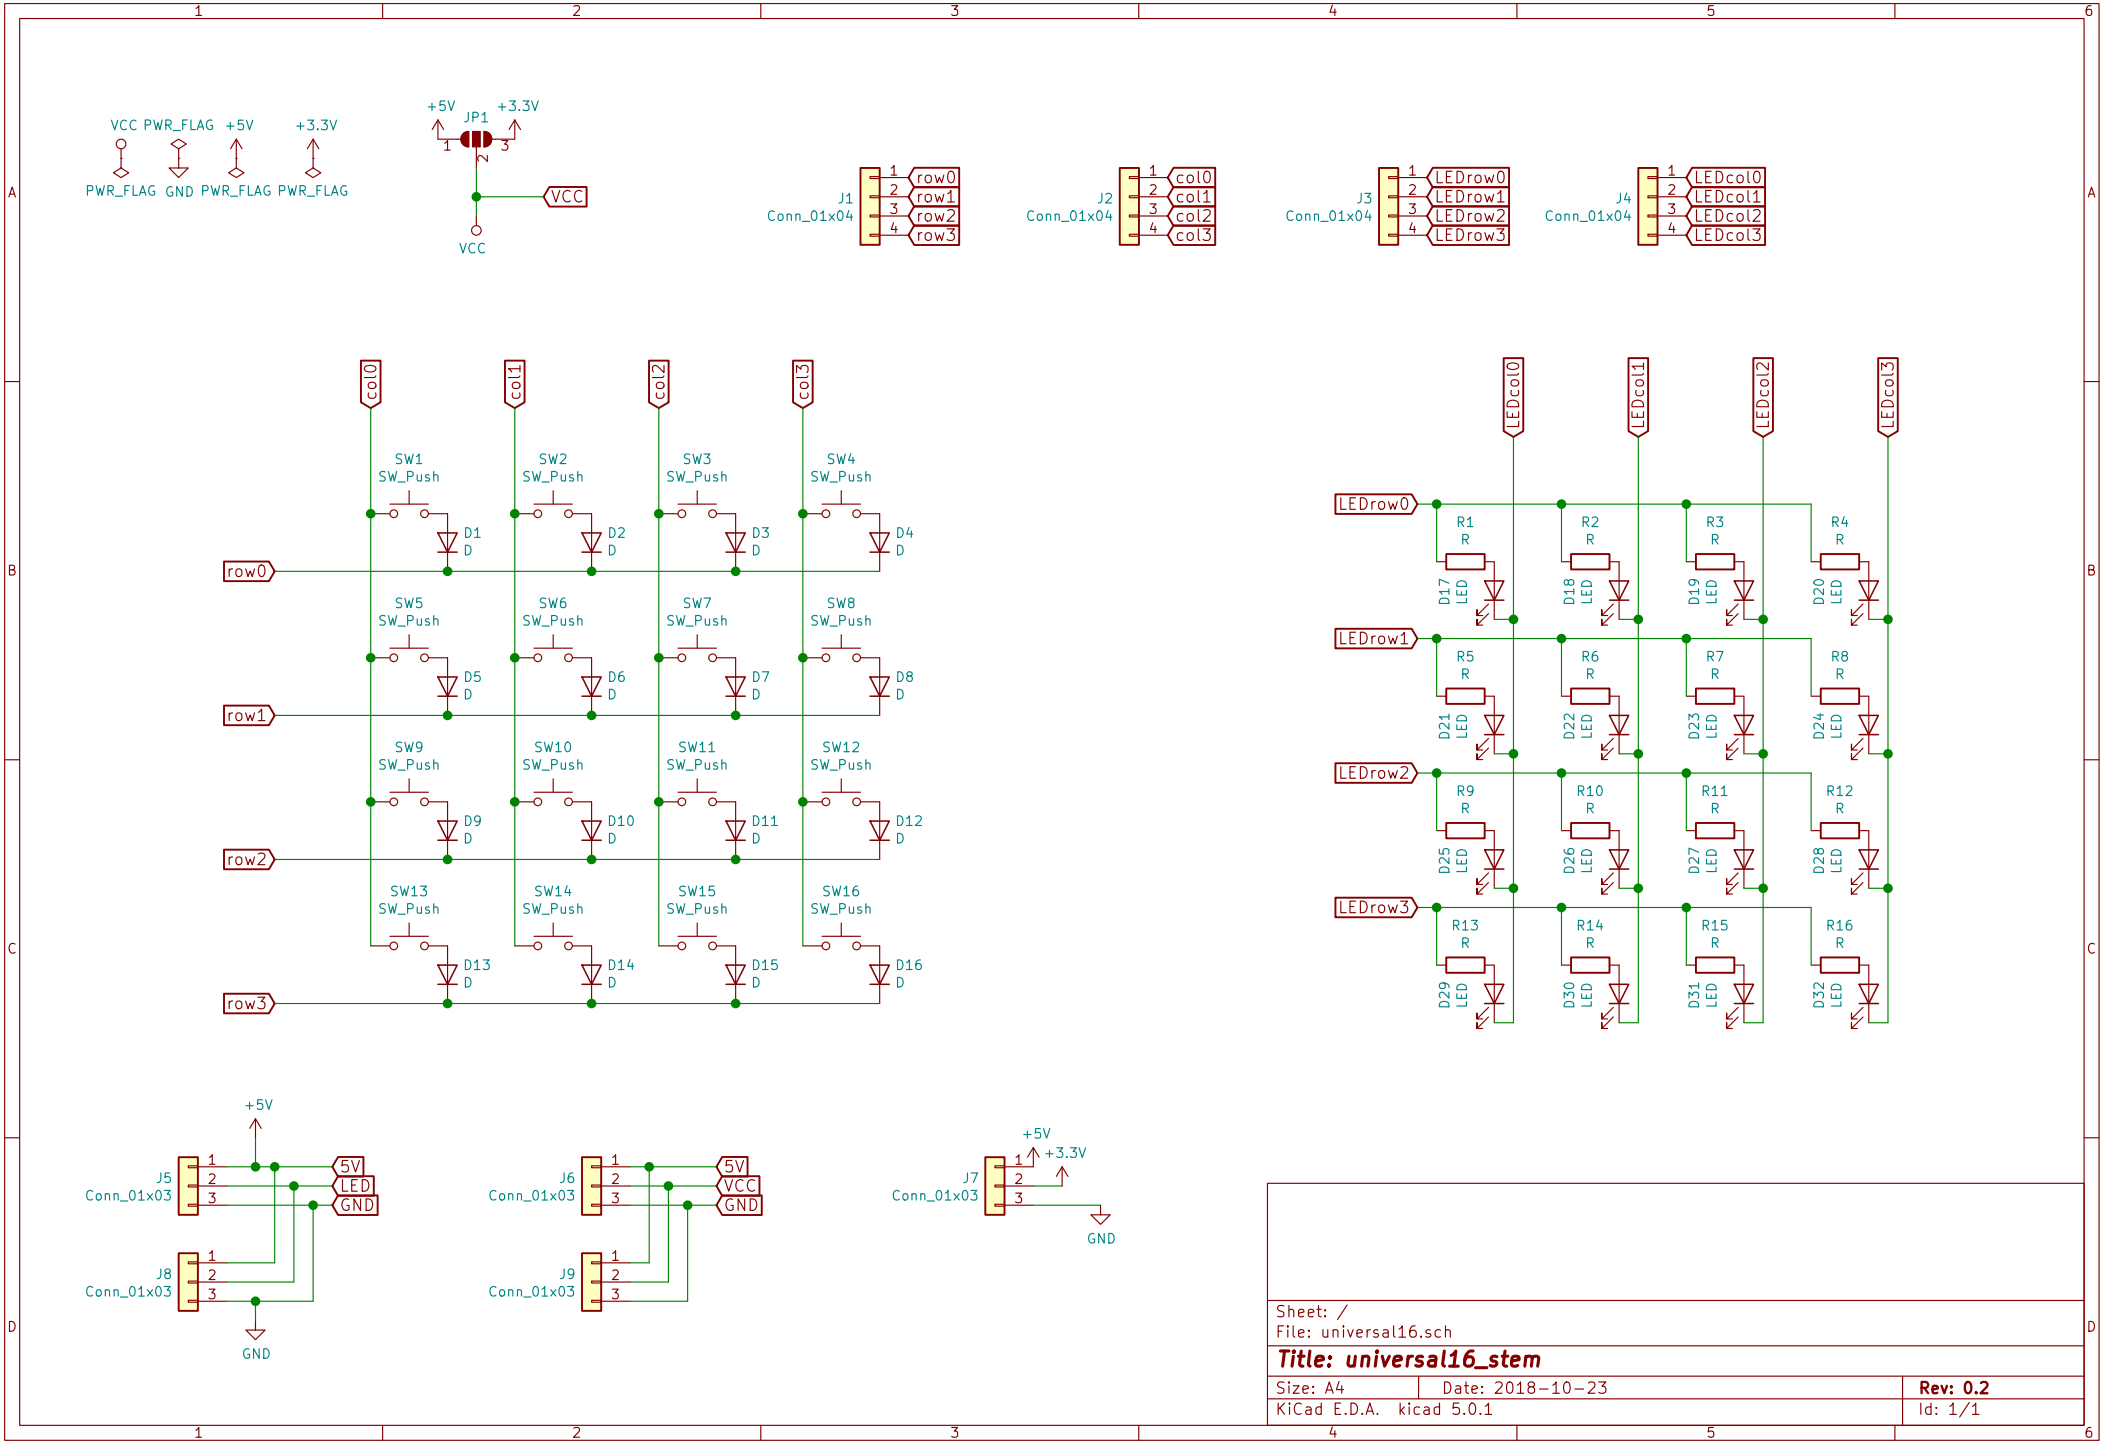 1 2 3 4 5 6
A
B
C
D
A
B
C
D
1 2 3 4 5 6
VCC PWR_FLAG +5V +3.3V
PWR_FLAG GND PWR_FLAG PWR_FLAG
+5V +3.3V
JP1
1 3
2
VCC
VCC
J1
Conn_01x04
1 row0
2 row1
3 row2
4 row3
J2
Conn_01x04
1 col0
2 col1
3 col2
4 col3
J3
Conn_01x04
1 LEDrow0
2 LEDrow1
3 LEDrow2
4 LEDrow3
J4
Conn_01x04
1 LEDcol0
2 LEDcol1
3 LEDcol2
4 LEDcol3
col0 col1 col2 col3
SW1 SW2 SW3 SW4
SW_Push SW_Push SW_Push SW_Push
D1 D2 D3 D4
D D D D
row0
SW5 SW6 SW7 SW8
SW_Push SW_Push SW_Push SW_Push
D5 D6 D7 D8
D D D D
row1
SW9 SW10 SW11 SW12
SW_Push SW_Push SW_Push SW_Push
D9 D10 D11 D12
D D D D
row2
SW13 SW14 SW15 SW16
SW_Push SW_Push SW_Push SW_Push
D13 D14 D15 D16
D D D D
row3
LEDcol0 LEDcol1 LEDcol2 LEDcol3
LEDrow0
R1 R2 R3 R4
R R R R
D17 LED D18 LED D19 LED D20 LED
LEDrow1
R5 R6 R7 R8
R R R R
D21 LED D22 LED D23 LED D24 LED
LEDrow2
R9 R10 R11 R12
R R R R
D25 LED D26 LED D27 LED D28 LED
LEDrow3
R13 R14 R15 R16
R R R R
D29 LED D30 LED D31 LED D32 LED
+5V
J5
Conn_01x03
1 5V
2 LED
3 GND
J8
Conn_01x03
1
2
3
GND
J6
Conn_01x03
1 5V
2 VCC
3 GND
J9
Conn_01x03
1
2
3
+5V
+3.3V
J7
Conn_01x03
1
2
3
GND
Sheet: /
File: universal16.sch
Title: universal16_stem
Size: A4 Date: 2018-10-23 Rev: 0.2
KiCad E.D.A. kicad 5.0.1 Id: 1/1